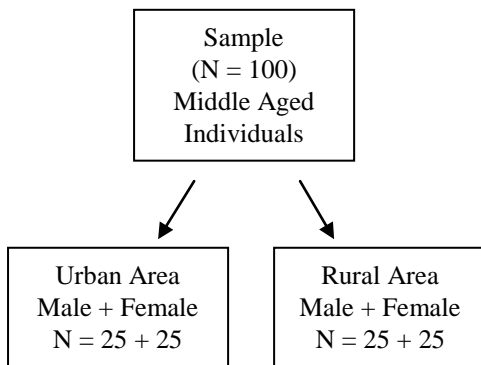 Sample
(N = 100)
Middle Aged
Individuals
Urban Area
Male + Female
N = 25 + 25
Rural Area
Male + Female
N = 25 + 25